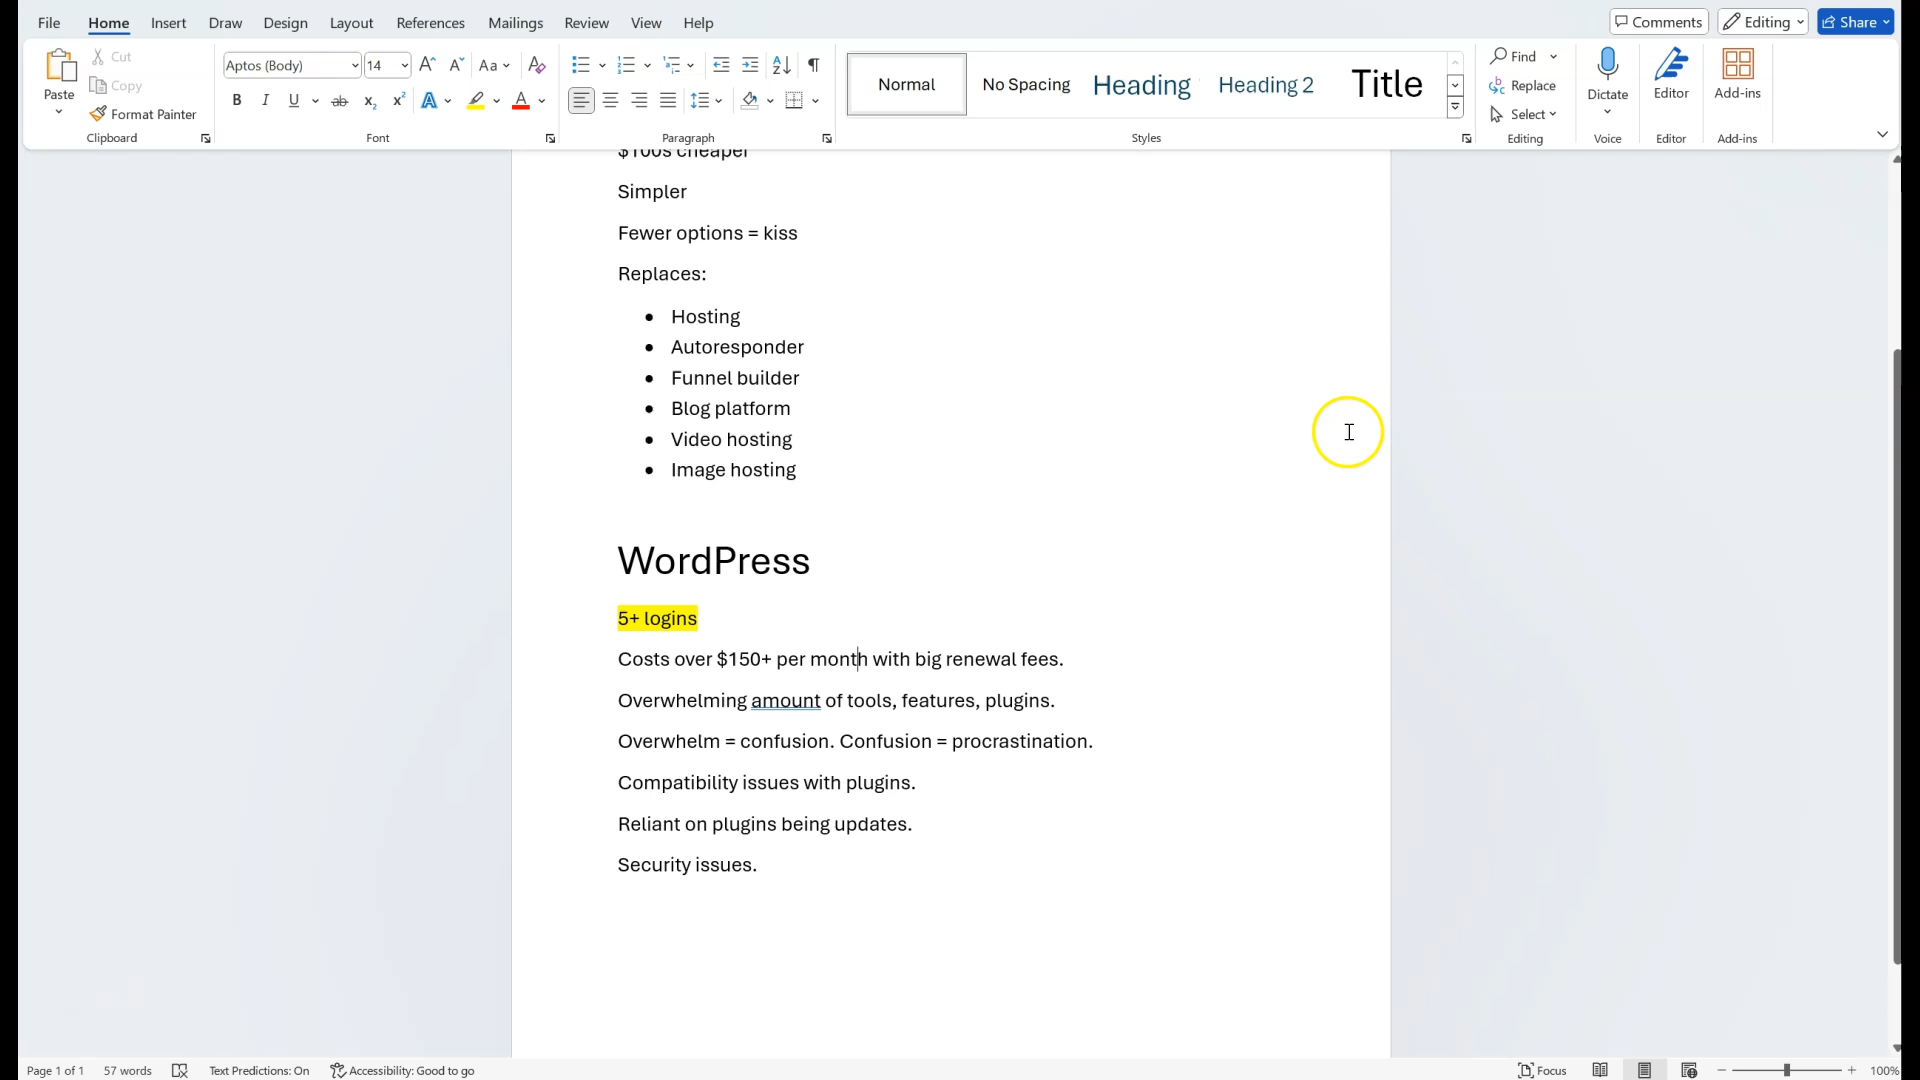 File Home Insert Draw Design Layout References Mailings Review View Help Comments Editing Share
Paste
Cut
Copy
Format Painter
Clipboard
Aptos (Body) 14
Font
Paragraph
Normal No Spacing Heading Heading 2 Title
Styles
Find
Replace
Select
Editing
Dictate
Voice
Editor
Editor
Add-ins
Add-ins
$100s cheaper
Simpler
Fewer options = kiss
Replaces:
Hosting
Autoresponder
Funnel builder
Blog platform
Video hosting
Image hosting
WordPress
5+ logins
Costs over $150+ per month with big renewal fees.
Overwhelming amount of tools, features, plugins.
Overwhelm = confusion. Confusion = procrastination.
Compatibility issues with plugins.
Reliant on plugins being updates.
Security issues.
Page 1 of 1 57 words Text Predictions: On Accessibility: Good to go Focus 100%